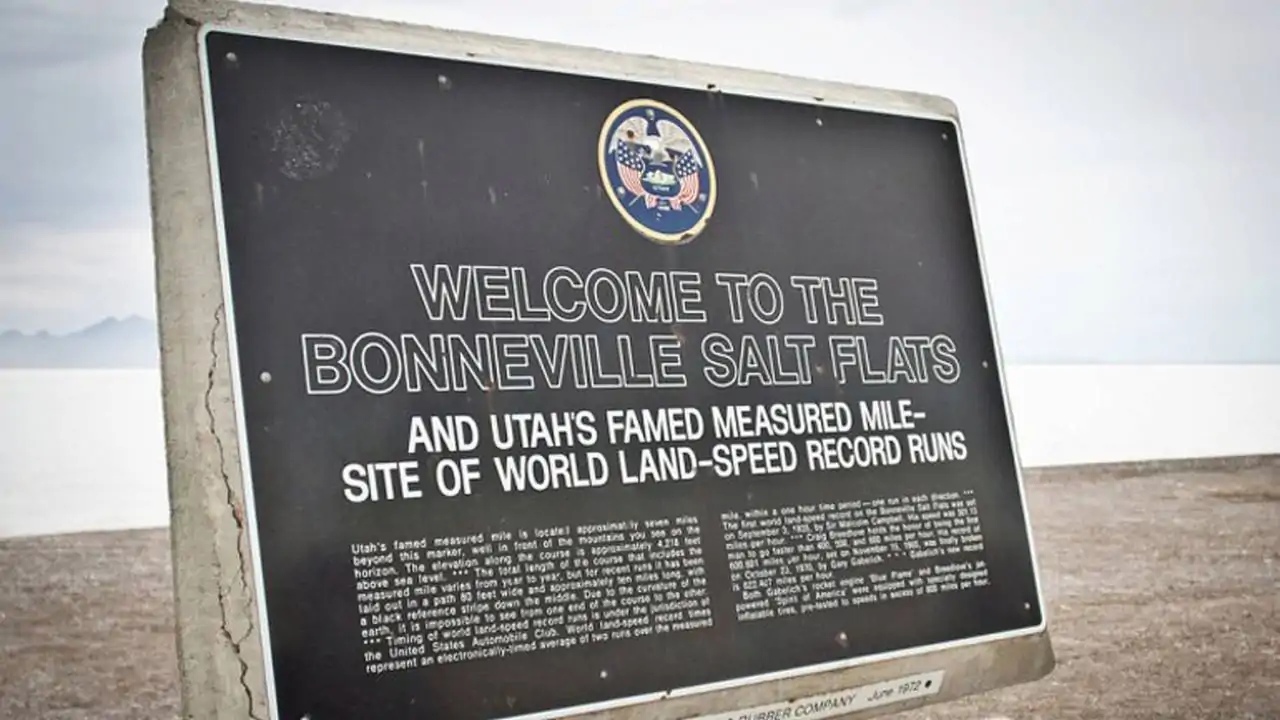 WELCOME TO THE
BONNEVILLE SALT FLATS
AND UTAH'S FAMED MEASURED MILE-
SITE OF WORLD LAND-SPEED RECORD RUNS
Utah's famed measured mile is located approximately seven miles
beyond this marker, well in front of the mountains you see on the
horizon. The elevation along the course is approximately 4,218 feet
above sea level. *** The total length of the course that includes the
measured mile varies from year to year, but for recent runs it has been
laid out in a path 80 feet wide and approximately ten miles long, with
a black reference stripe down the middle. Due to the curvature of the
earth, it is impossible to see from one end of the course to the other.
*** Timing of world land-speed record runs is under the jurisdiction of
the United States Automobile Club. World land-speed record
represent an electronically-timed average of two runs over the measured
mile, within a one hour time period—one run in each direction. ***
The first world land-speed record on the Bonneville Salt Flats was set
on September 3, 1935, by Sir Malcolm Campbell. His speed was 301.13
miles per hour. *** Craig Breedlove holds the honor of being the first
man to go faster than 400, 500 and 600 miles per hour. His record of
600.601 miles per hour, set on November 15, 1965, was finally broken
on October 23, 1970, by Gary Gabelich. *** Gabelich's new record
is 622.407 miles per hour.
Both Gabelich's rocket engine "Blue Flame" and Breedlove's
powered "Spirit of America" were equipped with specially designed
inflatable tires, pre-tested to speeds in excess of 800 miles per hour.
RUBBER COMPANY June 1972